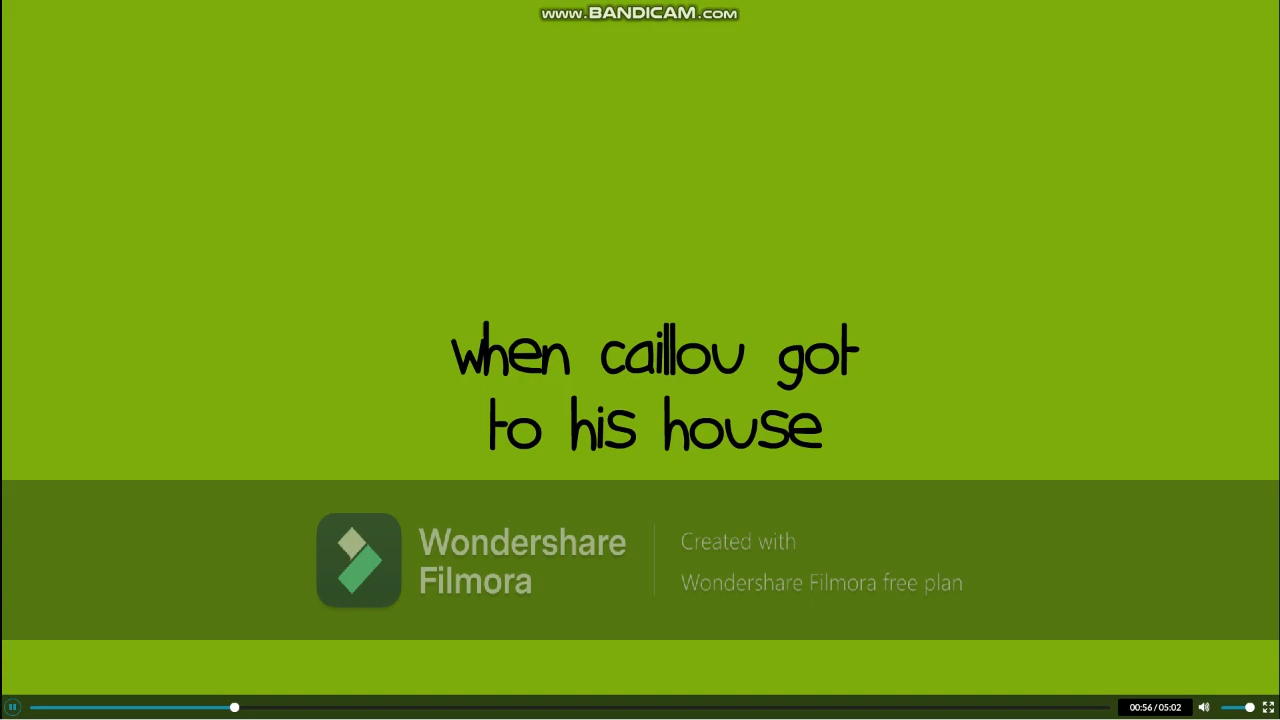 www.BANDICAM.com
when caillou got
to his house
Wondershare
Filmora
Created with
Wondershare Filmora free plan
00:56 / 05:02